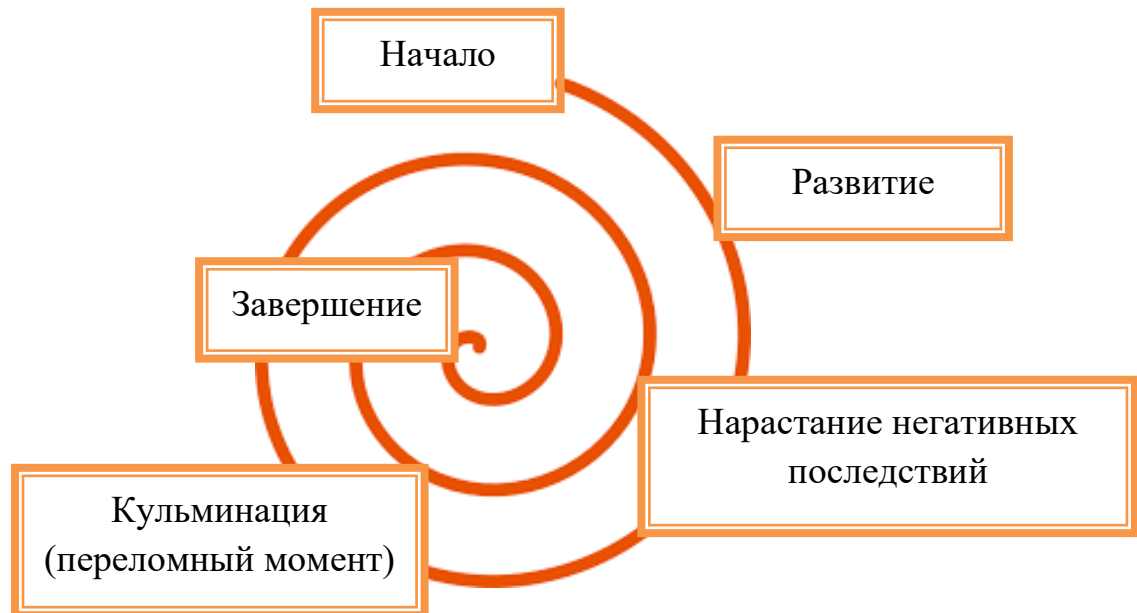 Начало
Развитие
Нарастание негативных
последствий
Кульминация
(переломный момент)
Завершение